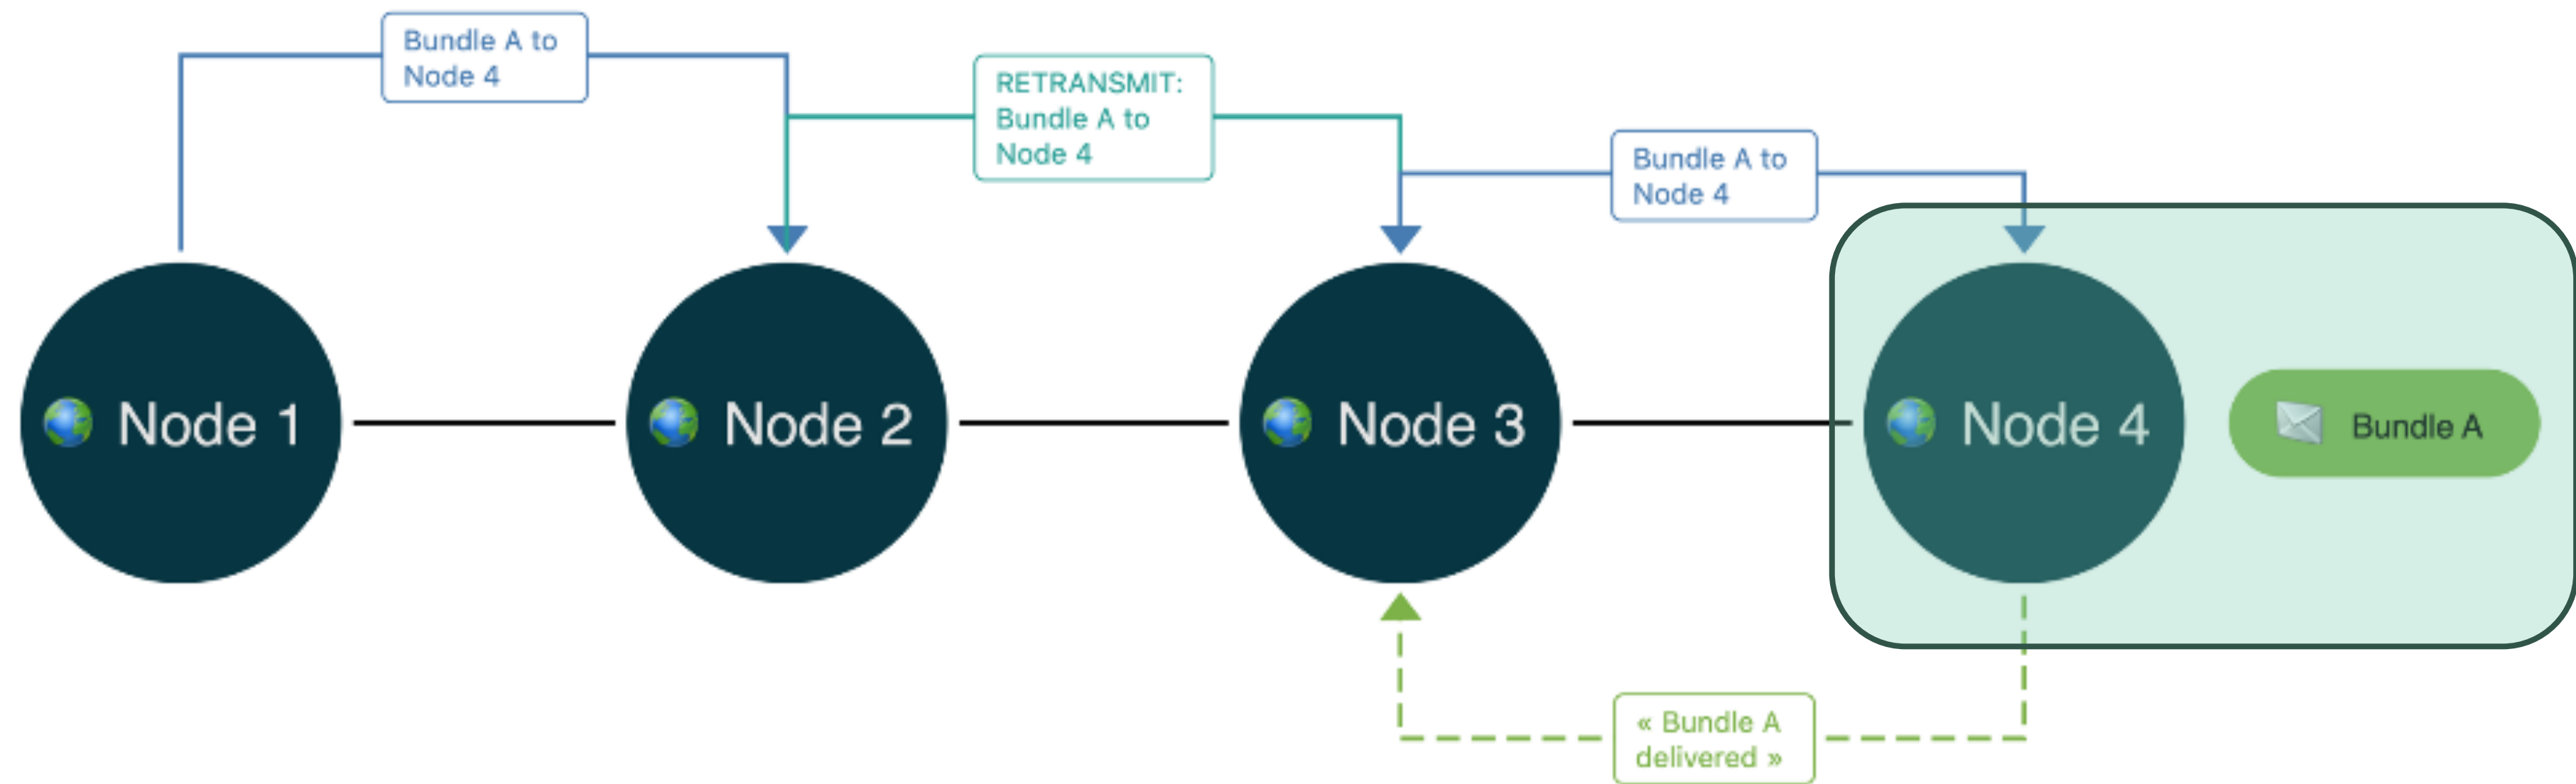 Bundle A to
Node 4
RETRANSMIT:
Bundle A to
Node 4
Bundle A to
Node 4
Node 1
Node 2
Node 3
Node 4
Bundle A
« Bundle A
delivered »